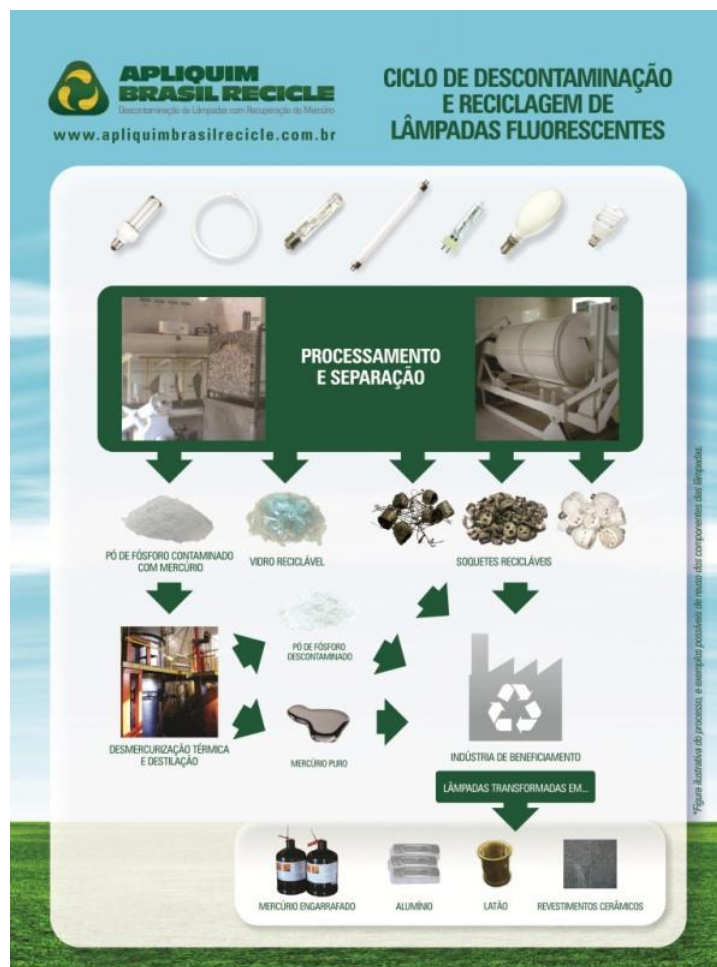 APLIQUIM
BRASIL RECICLE
Descontaminação de Lâmpadas com Recuperação do Mercúrio
www.apliquimbrasilrecicle.com.br
CICLO DE DESCONTAMINAÇÃO
E RECICLAGEM DE
LÂMPADAS FLUORESCENTES
PROCESSAMENTO
E SEPARAÇÃO
PÓ DE FÓSFORO CONTAMINADO
COM MERCÚRIO
VIDRO RECICLÁVEL
SOQUETES RECICLÁVEIS
PÓ DE FÓSFORO
DESCONTAMINADO
DESMERCURIZAÇÃO TÉRMICA
E DESTILAÇÃO
MERCÚRIO PURO
INDÚSTRIA DE BENEFICIAMENTO
LÂMPADAS TRANSFORMADAS EM...
MERCÚRIO ENGARRAFADO
ALUMÍNIO
LATÃO
REVESTIMENTOS CERÂMICOS
*Figura ilustrativa do processo, e exemplos possíveis de reuso dos componentes das lâmpadas.